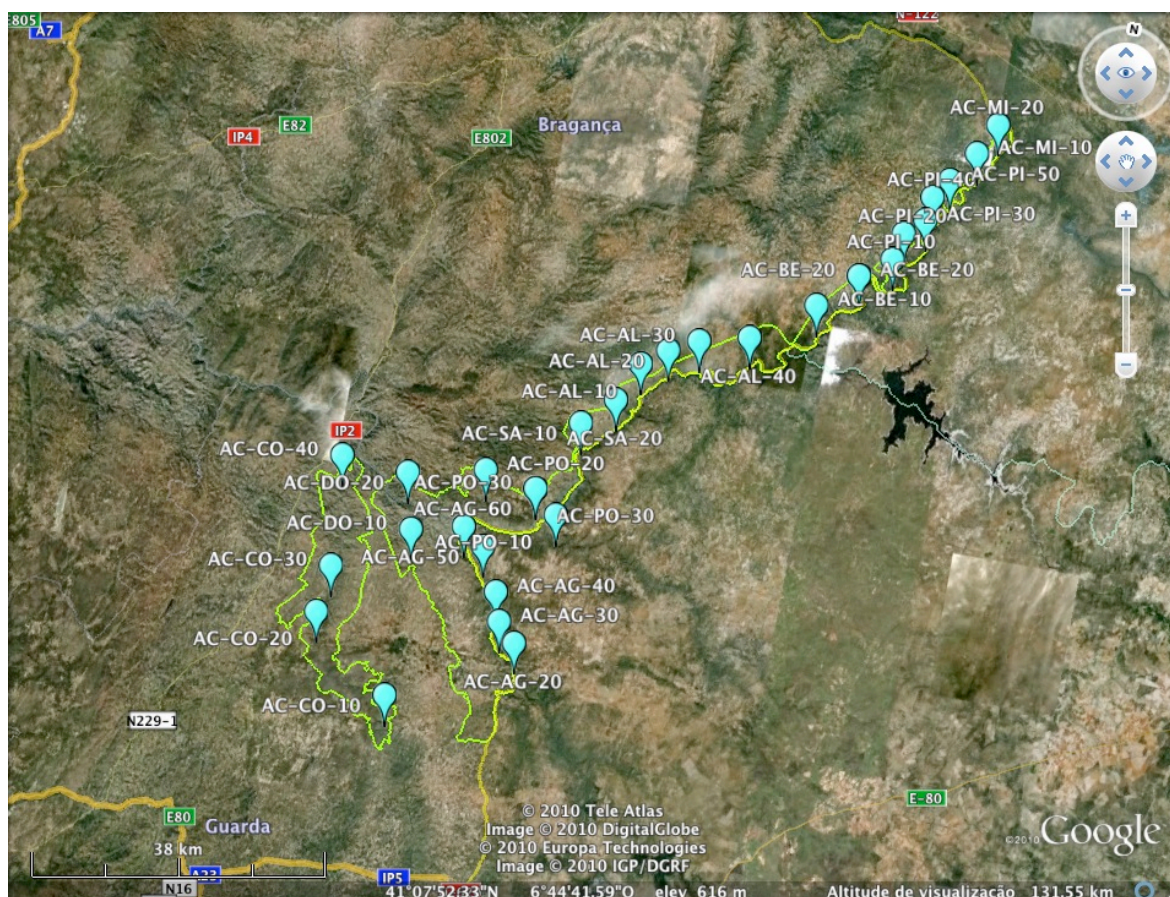 E805
A7
N-122
N
E82
IP4
E802
Bragança
AC-MI-20
AC-MI-10
AC-PI-40
AC-PI-50
AC-PI-20
AC-PI-30
AC-PI-10
AC-BE-20
AC-BE-20
AC-BE-10
AC-AL-30
AC-AL-20
AC-AL-40
AC-AL-10
IP2
AC-SA-10
AC-SA-20
AC-CO-40
AC-PO-20
AC-DO-20
AC-PO-30
AC-AG-60
AC-PO-30
AC-DO-10
AC-PO-10
AC-AG-50
AC-CO-30
AC-AG-40
AC-AG-30
AC-CO-20
AC-AG-20
AC-CO-10
N229-1
E-80
E80
Guarda
© 2010 Tele Atlas
Image © 2010 DigitalGlobe
© 2010 Europa Technologies
Image © 2010 IGP/DGRF
©2010 Google
38 km
A23
IP5
N16
41°07'52.33"N 6°44'41.59"O elev 616 m Altitude de visualização 131.55 km